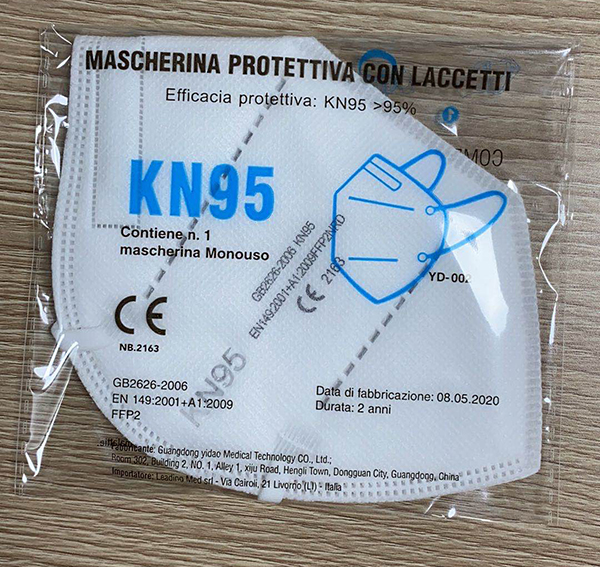 MASCHERINA PROTETTIVA CON LACCETTI
Efficacia protettiva: KN95 >95%
KN95
Contiene n. 1
mascherina Monouso
YD-002
CE
NB.2163
GB2626-2006 KN95
EN149:2001+A1:2009FFP2NRD
CE 2163
KN95
GB2626-2006
EN 149:2001+A1:2009
FFP2
Data di fabbricazione: 08.05.2020
Durata: 2 anni
Fabbricante: Guangdong yidao Medical Technology CO., Ltd.;
Room 302, Building 2, NO. 1, Alley 1, xiju Road, Hengli Town, Dongguan City, Guangdong, China
Importatore: Leading Med srl - Via Cairoli, 21 Livorno (LI) - Italia